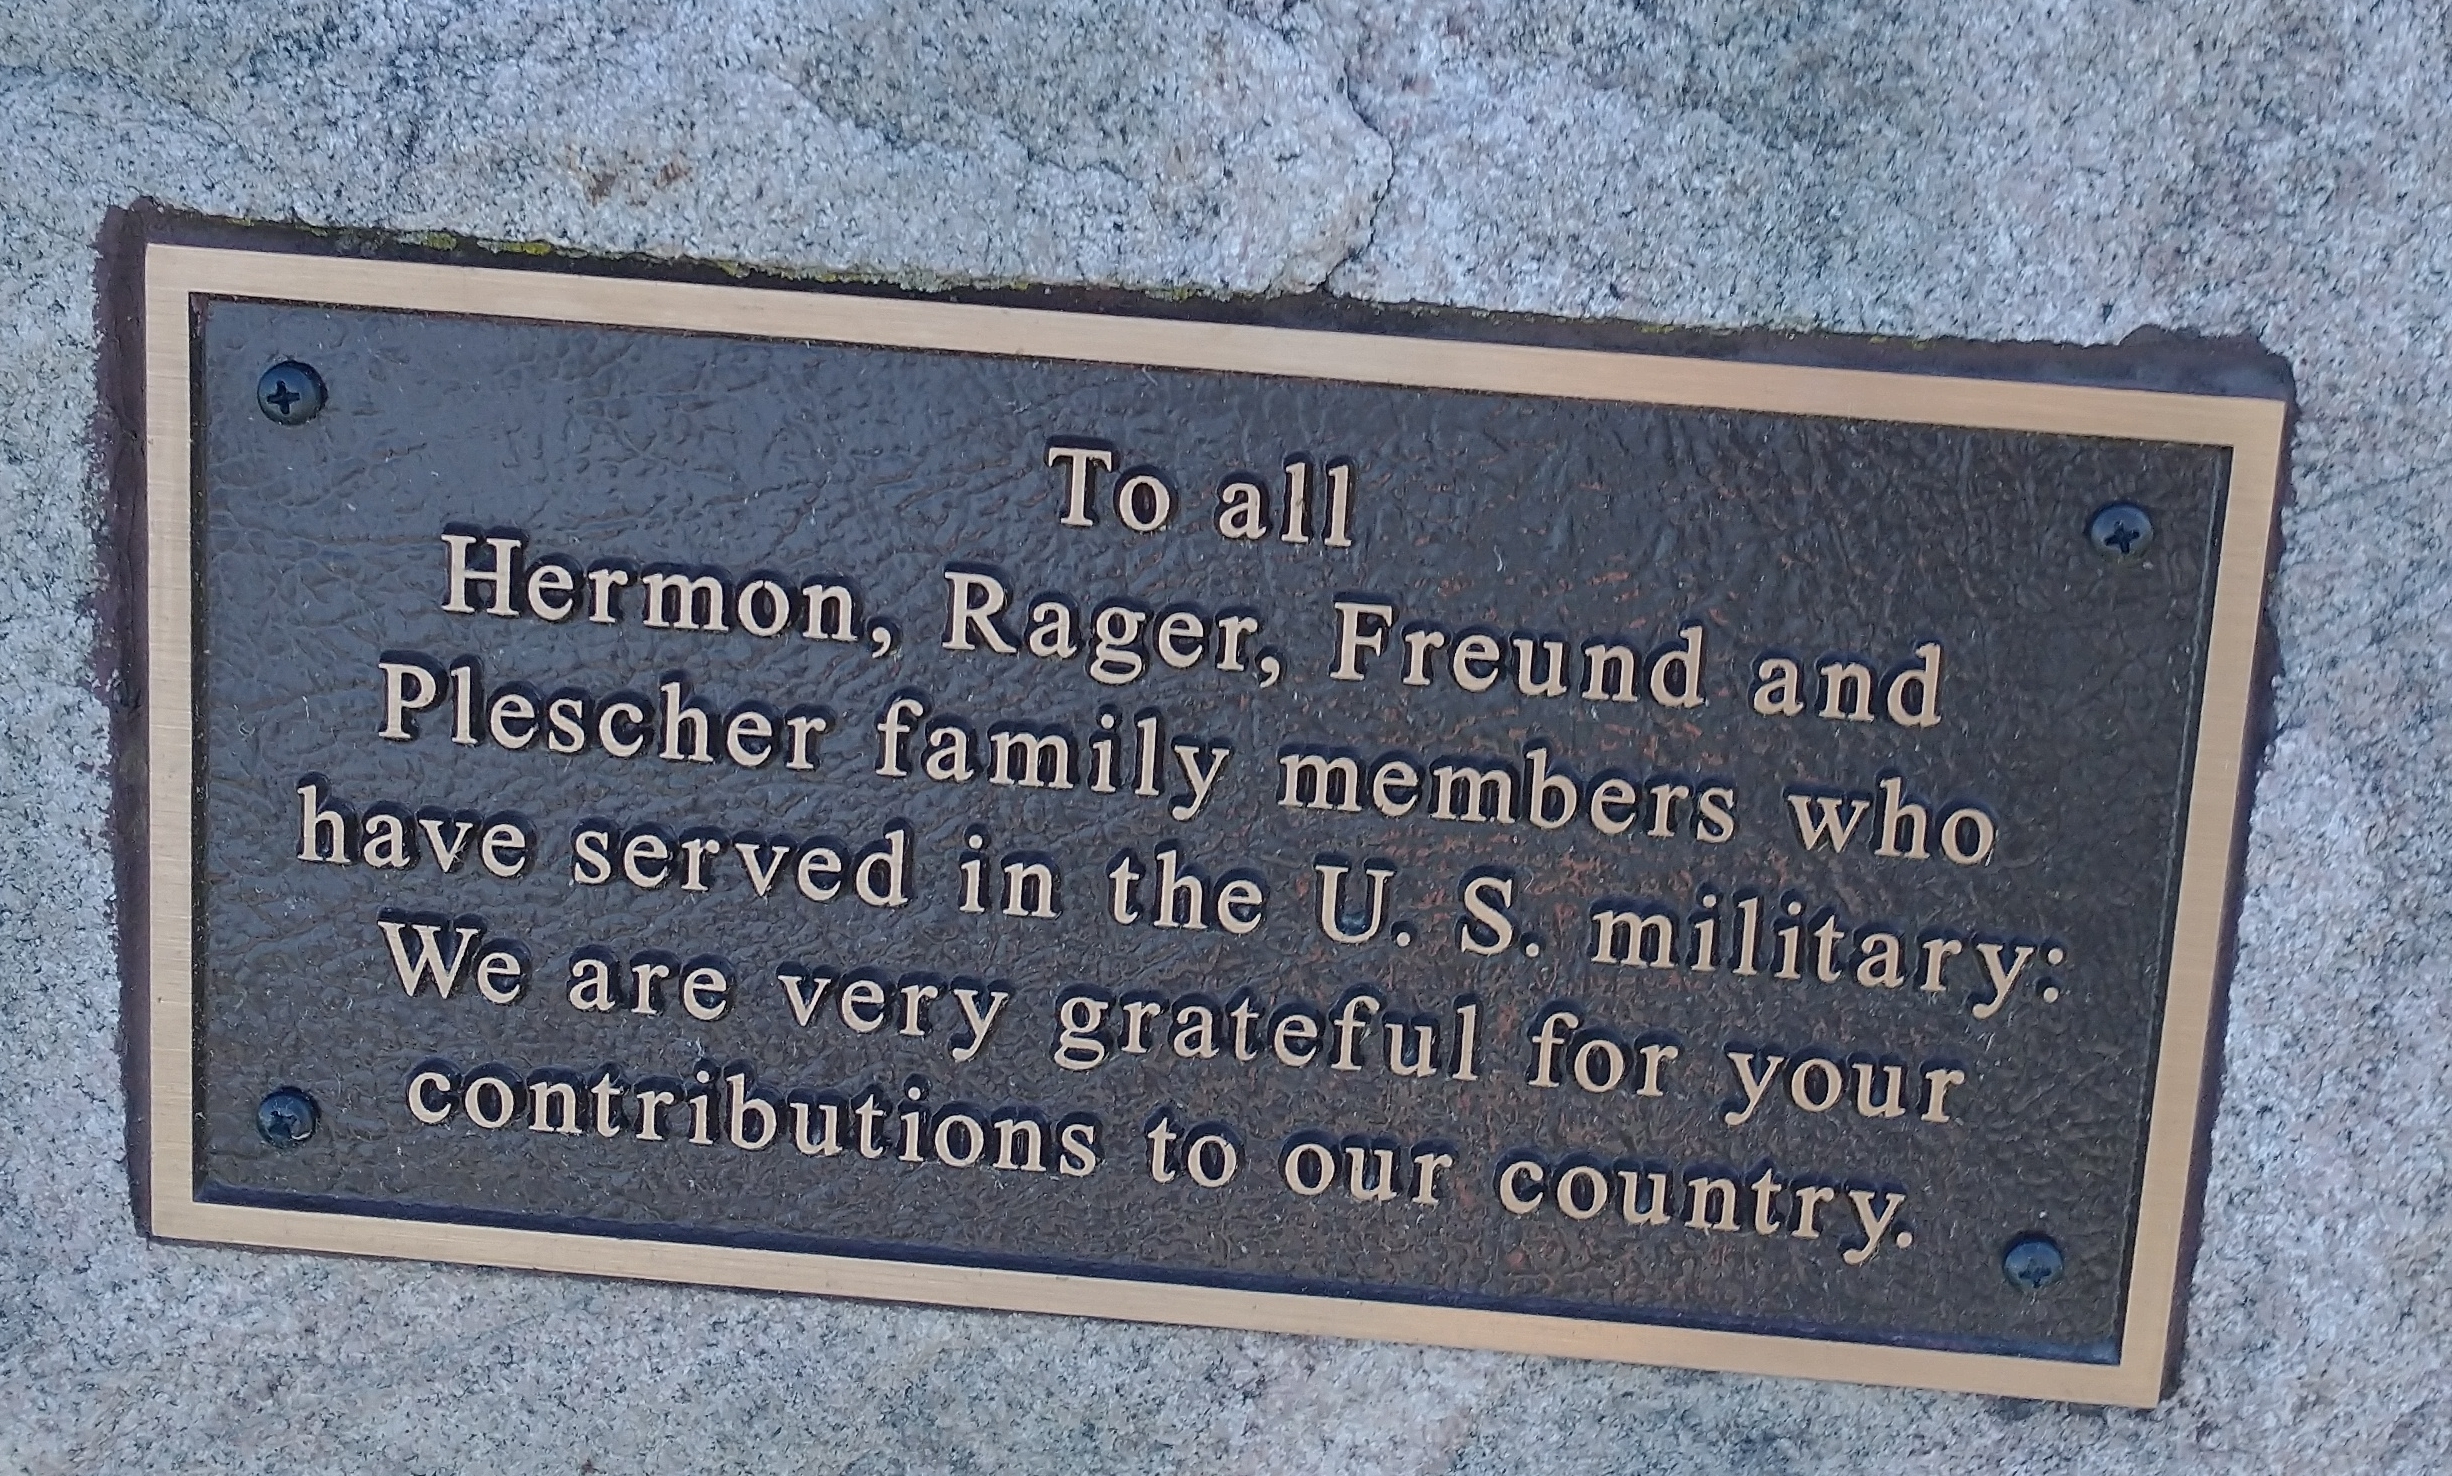 To all
Hermon, Rager, Freund and
Plescher family members who
have served in the U. S. military:
We are very grateful for your
contributions to our country.